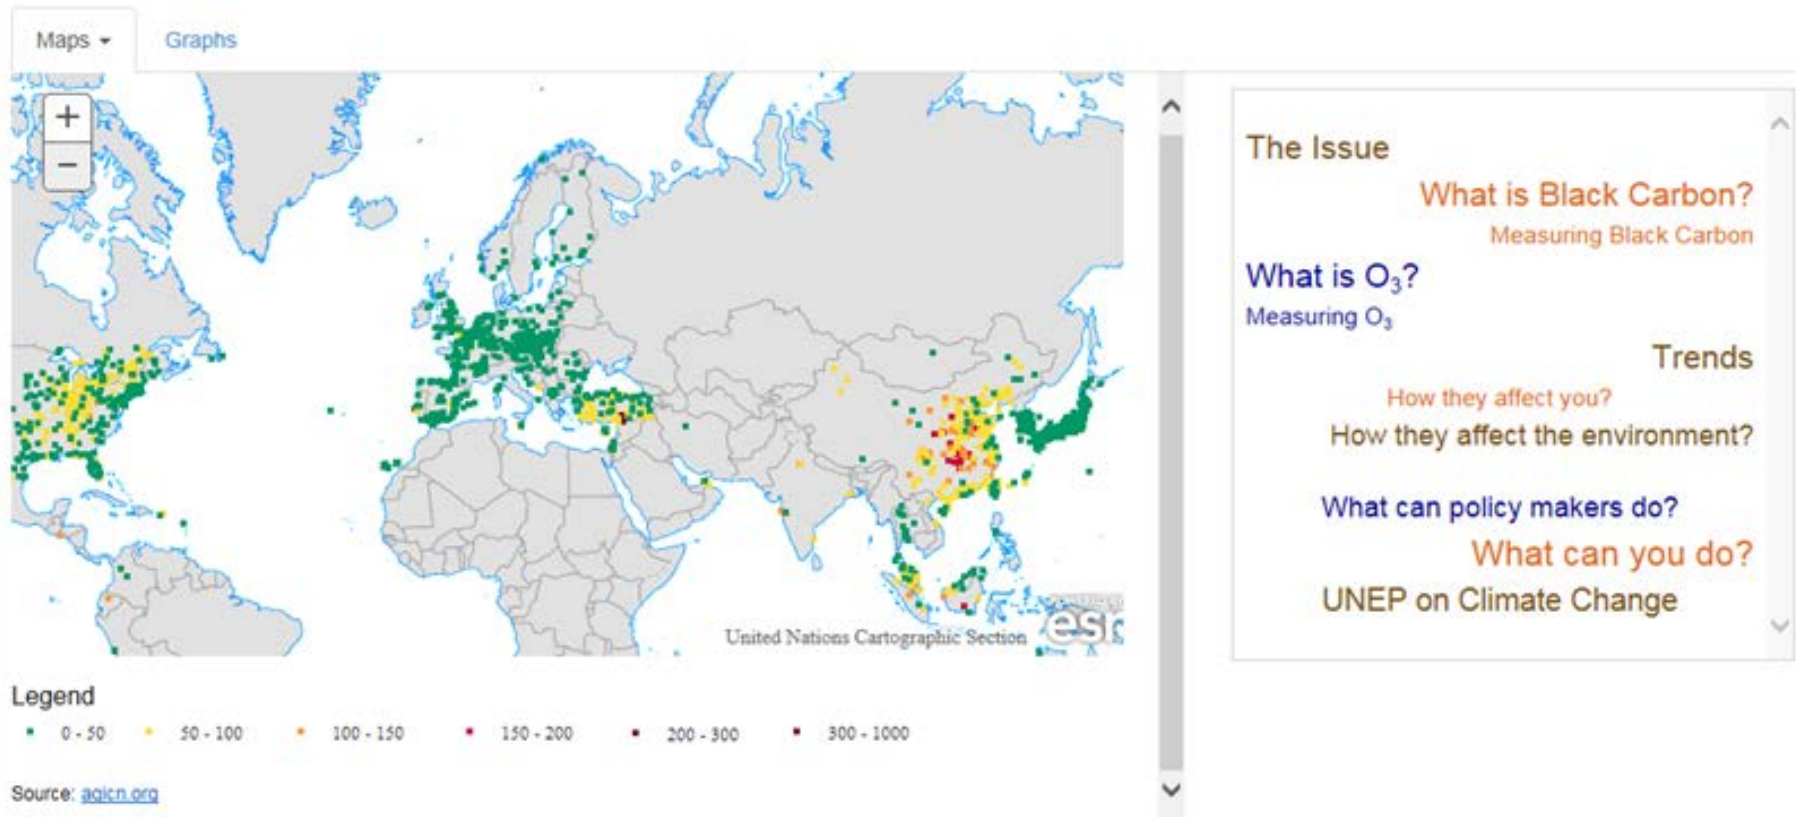 Maps
Graphs
+
−
United Nations Cartographic Section
esri
Legend
0 - 50
50 - 100
100 - 150
150 - 200
200 - 300
300 - 1000
Source: aqicn.org
The Issue
What is Black Carbon?
Measuring Black Carbon
What is O₃?
Measuring O₃
Trends
How they affect you?
How they affect the environment?
What can policy makers do?
What can you do?
UNEP on Climate Change